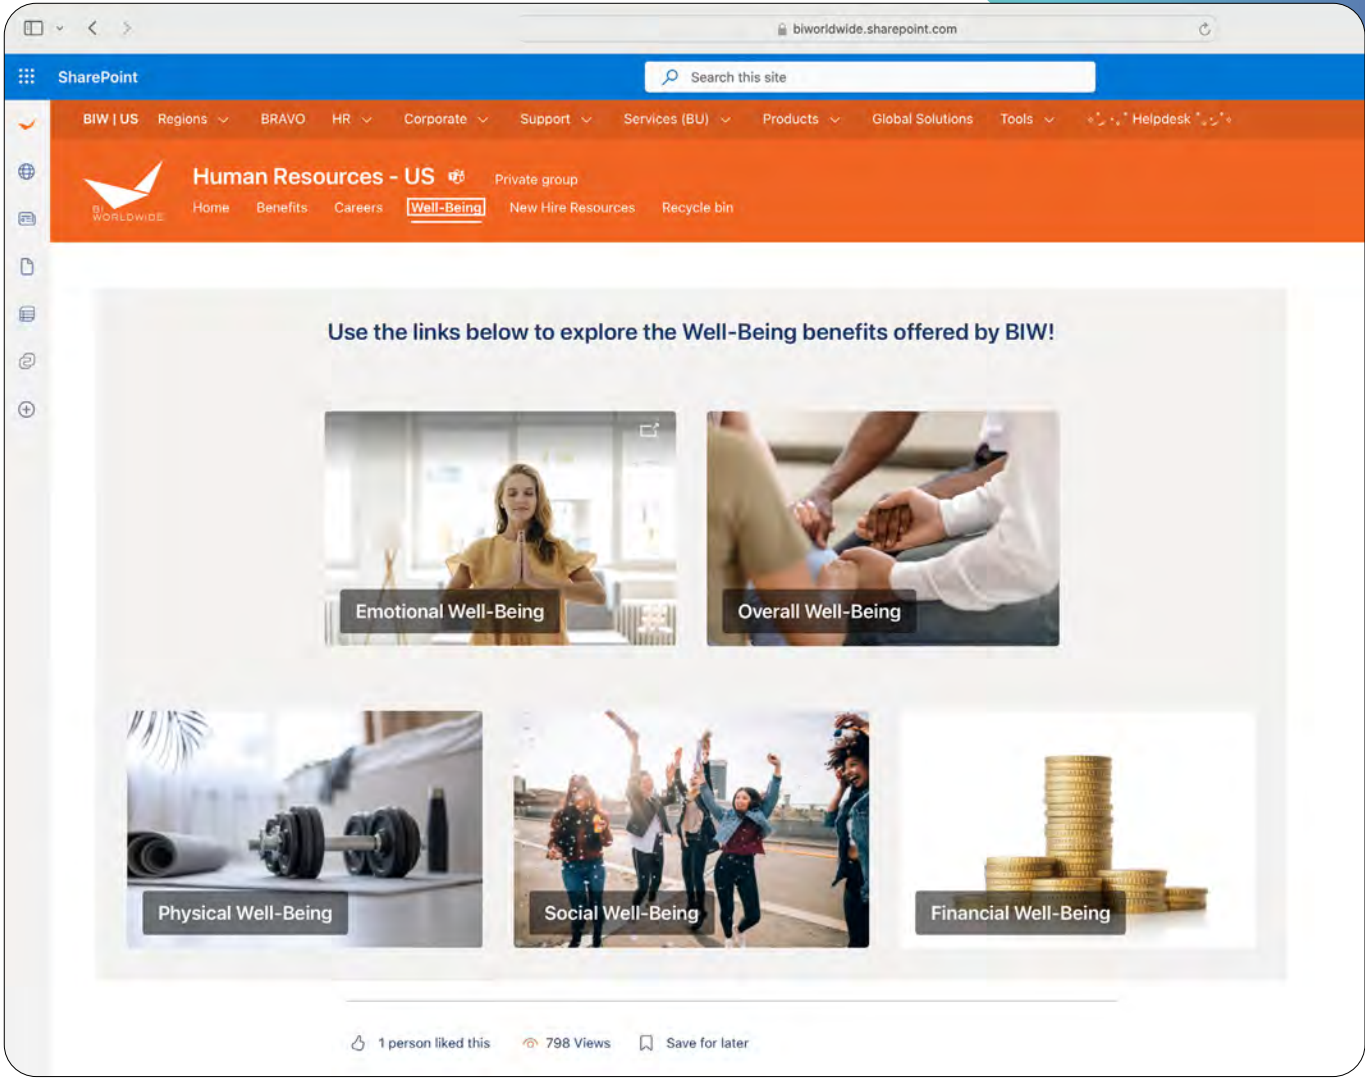 biworldwide.sharepoint.com
SharePoint
Search this site
BIW | US Regions BRAVO HR Corporate Support Services (BU) Products Global Solutions Tools Helpdesk
Human Resources - US Private group
BI
WORLDWIDE
Home Benefits Careers Well-Being New Hire Resources Recycle bin
Use the links below to explore the Well-Being benefits offered by BIW!
Emotional Well-Being
Overall Well-Being
Physical Well-Being
Social Well-Being
Financial Well-Being
1 person liked this 798 Views Save for later